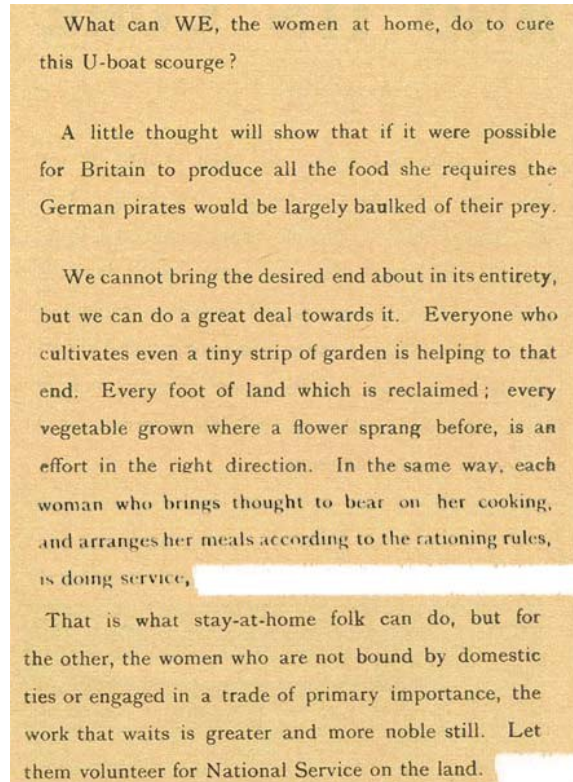 What can WE, the women at home, do to cure
this U-boat scourge?
A little thought will show that if it were possible
for Britain to produce all the food she requires the
German pirates would be largely baulked of their prey.
We cannot bring the desired end about in its entirety,
but we can do a great deal towards it. Everyone who
cultivates even a tiny strip of garden is helping to that
end. Every foot of land which is reclaimed; every
vegetable grown where a flower sprang before, is an
effort in the right direction. In the same way, each
woman who brings thought to bear on her cooking,
and arranges her meals according to the rationing rules,
is doing service,
That is what stay-at-home folk can do, but for
the other, the women who are not bound by domestic
ties or engaged in a trade of primary importance, the
work that waits is greater and more noble still. Let
them volunteer for National Service on the land.